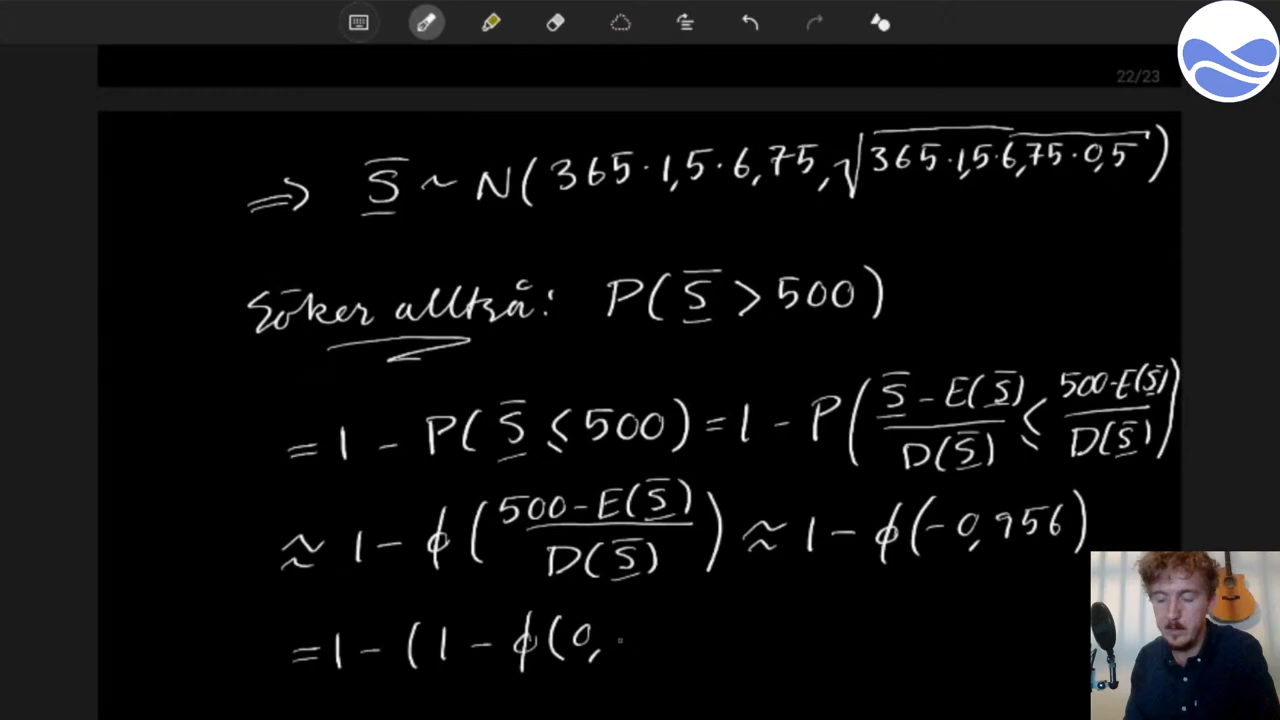 22/23
⇒ S̄ ~ N(365·1,5·6,75, √(365·1,5·6,75·0,5))
Söker alltså: P(S̄ > 500)
= 1 - P(S̄ ≤ 500) = 1 - P((S̄ - E(S̄))/D(S̄) ≤ (500 - E(S̄))/D(S̄))
≈ 1 - ϕ((500 - E(S̄))/D(S̄)) ≈ 1 - ϕ(-0,956)
= 1 - (1 - ϕ(0,